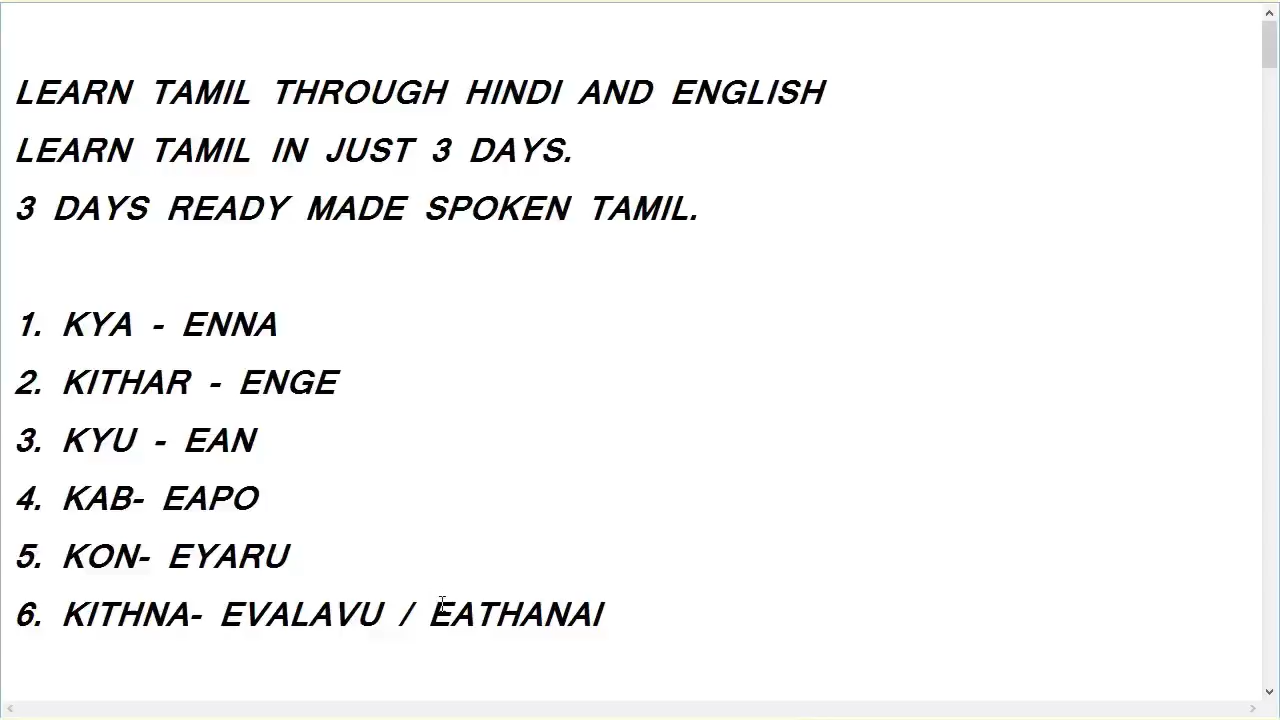 LEARN TAMIL THROUGH HINDI AND ENGLISH
LEARN TAMIL IN JUST 3 DAYS.
3 DAYS READY MADE SPOKEN TAMIL.
1. KYA - ENNA
2. KITHAR - ENGE
3. KYU - EAN
4. KAB- EAPO
5. KON- EYARU
6. KITHNA- EVALAVU / EATHANAI